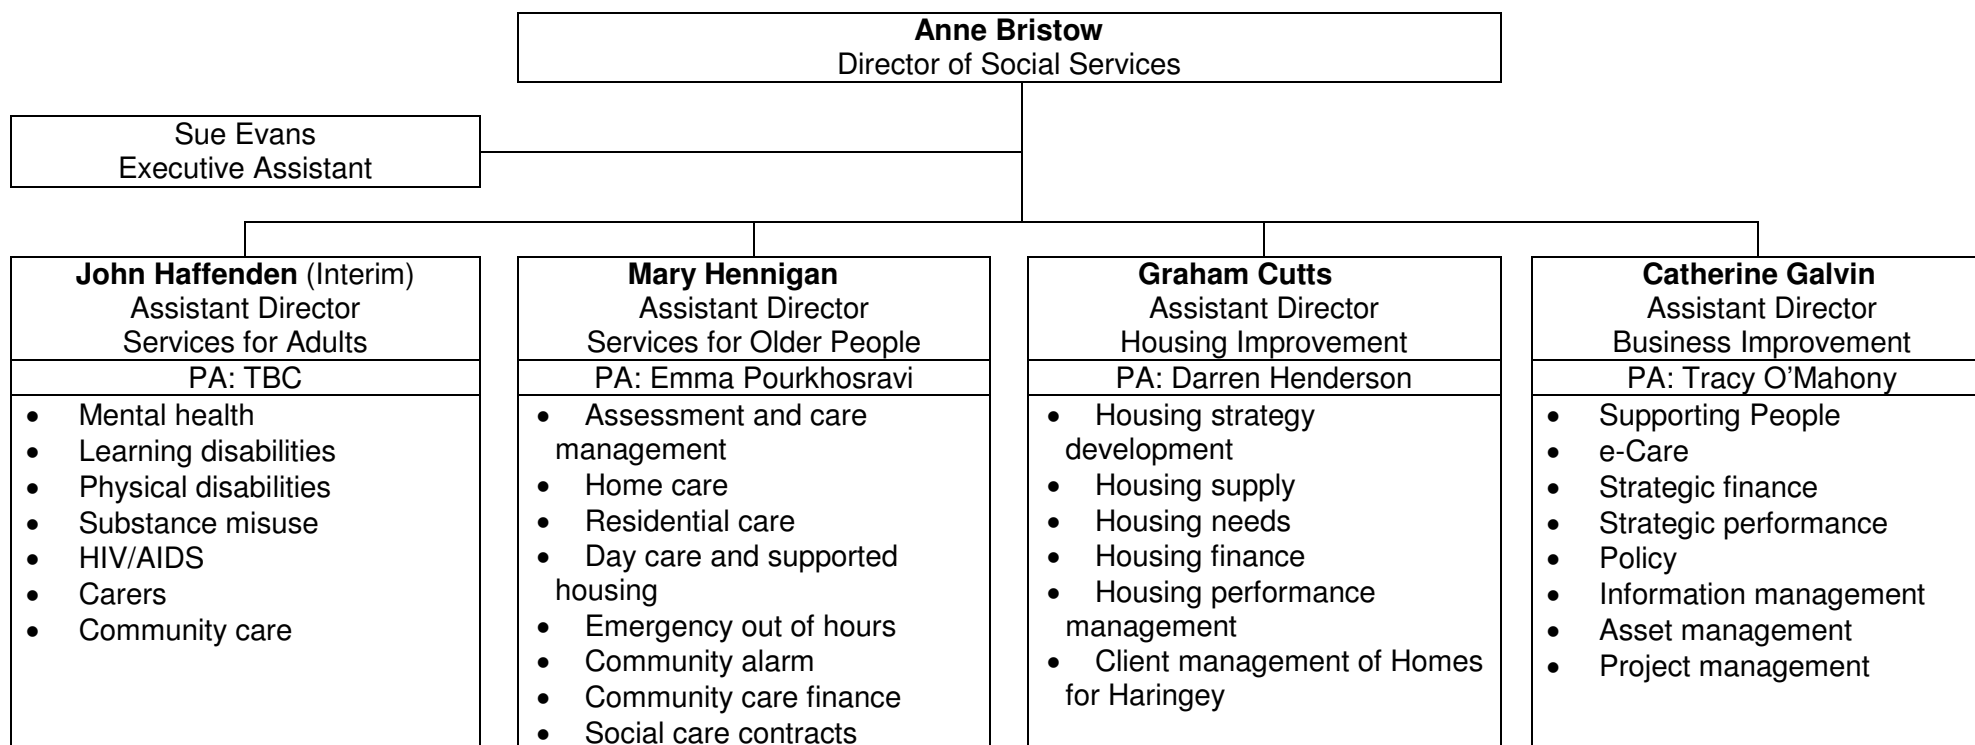 Anne Bristow
Director of Social Services
Sue Evans
Executive Assistant
John Haffenden (Interim)
Assistant Director
Services for Adults
PA: TBC
• Mental health
• Learning disabilities
• Physical disabilities
• Substance misuse
• HIV/AIDS
• Carers
• Community care
Mary Hennigan
Assistant Director
Services for Older People
PA: Emma Pourkhosravi
• Assessment and care
management
• Home care
• Residential care
• Day care and supported
housing
• Emergency out of hours
• Community alarm
• Community care finance
• Social care contracts
Graham Cutts
Assistant Director
Housing Improvement
PA: Darren Henderson
• Housing strategy
development
• Housing supply
• Housing needs
• Housing finance
• Housing performance
management
• Client management of Homes
for Haringey
Catherine Galvin
Assistant Director
Business Improvement
PA: Tracy O’Mahony
• Supporting People
• e-Care
• Strategic finance
• Strategic performance
• Policy
• Information management
• Asset management
• Project management